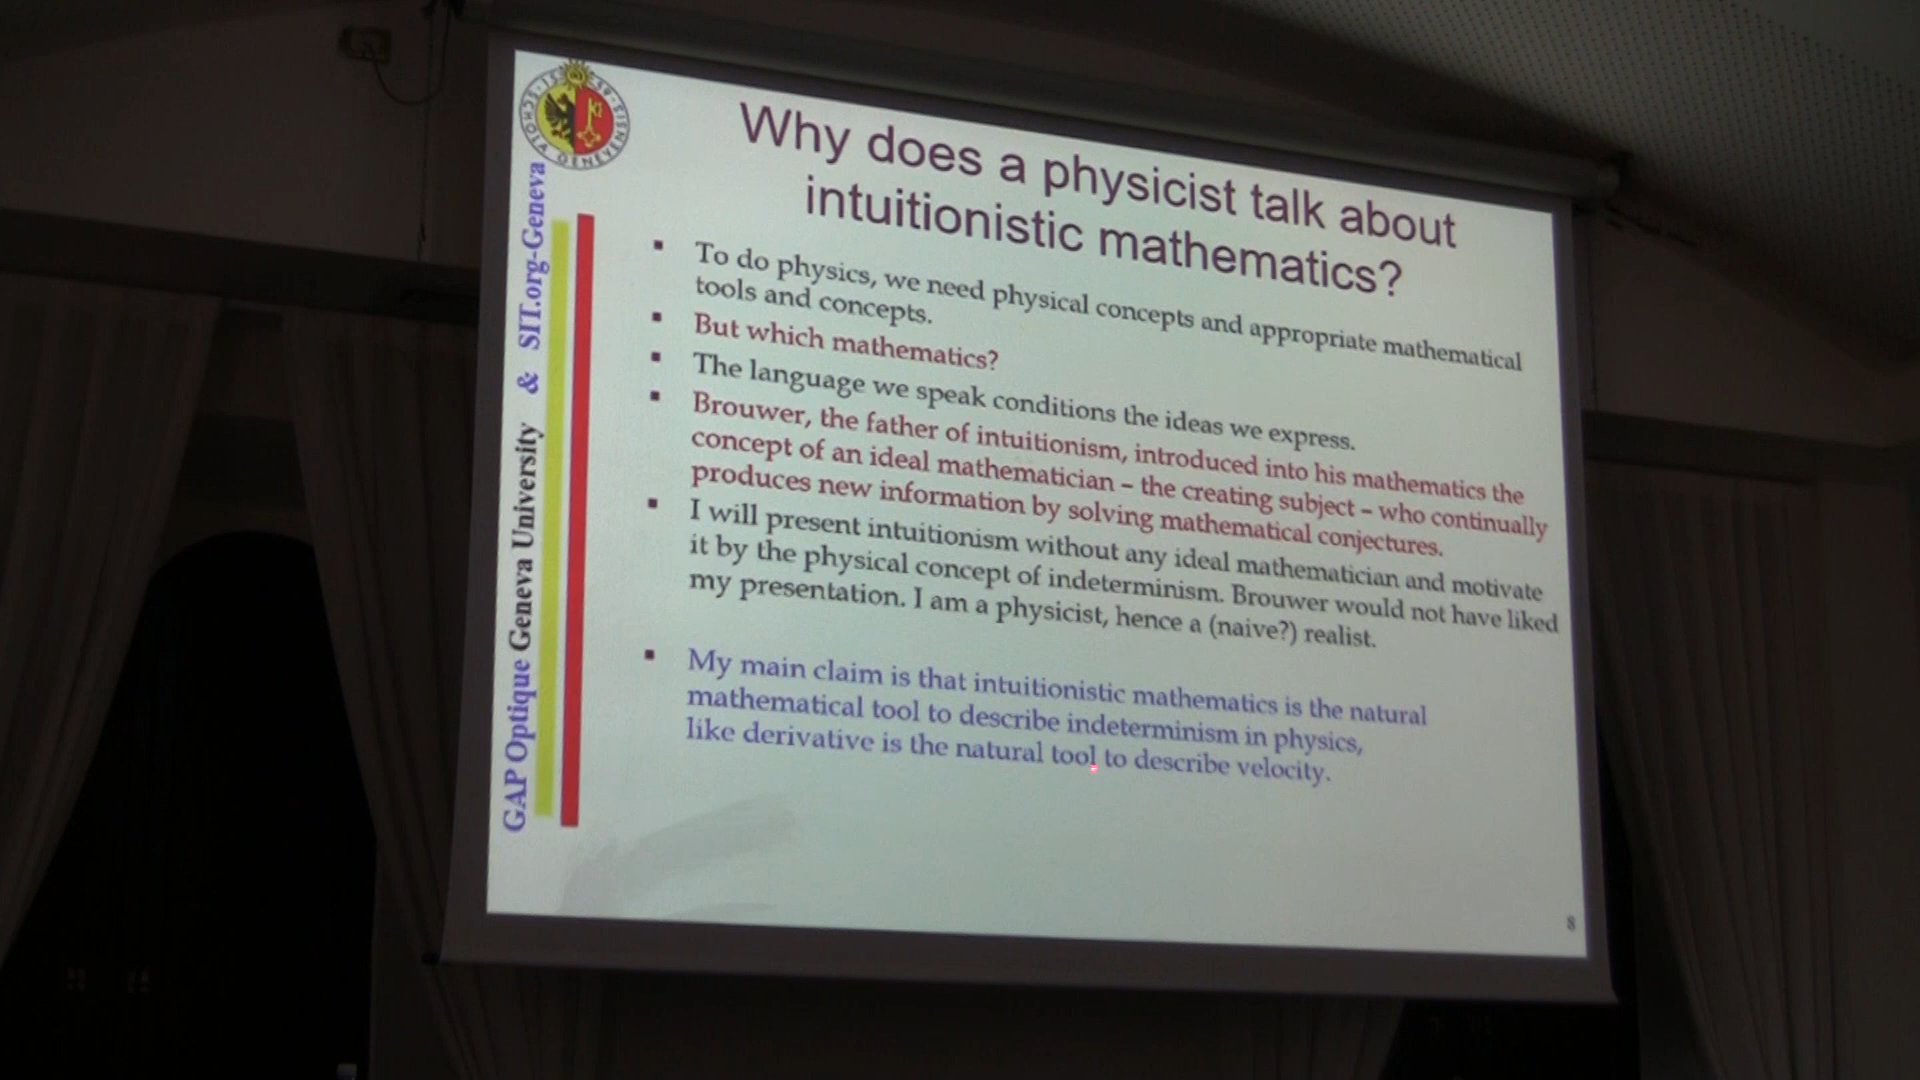 Why does a physicist talk about
intuitionistic mathematics?
▪ To do physics, we need physical concepts and appropriate mathematical
tools and concepts.
▪ But which mathematics?
▪ The language we speak conditions the ideas we express.
▪ Brouwer, the father of intuitionism, introduced into his mathematics the
concept of an ideal mathematician – the creating subject – who continually
produces new information by solving mathematical conjectures.
▪ I will present intuitionism without any ideal mathematician and motivate
it by the physical concept of indeterminism. Brouwer would not have liked
my presentation. I am a physicist, hence a (naive?) realist.
▪ My main claim is that intuitionistic mathematics is the natural
mathematical tool to describe indeterminism in physics,
like derivative is the natural tool to describe velocity.
GAP Optique Geneva University & SIT.org-Geneva
SCHOLA GENEVENSIS
8